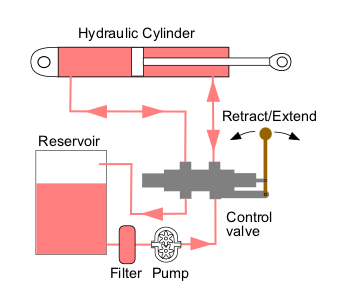 Hydraulic Cylinder
Retract/Extend
Reservoir
Control
valve
Filter
Pump